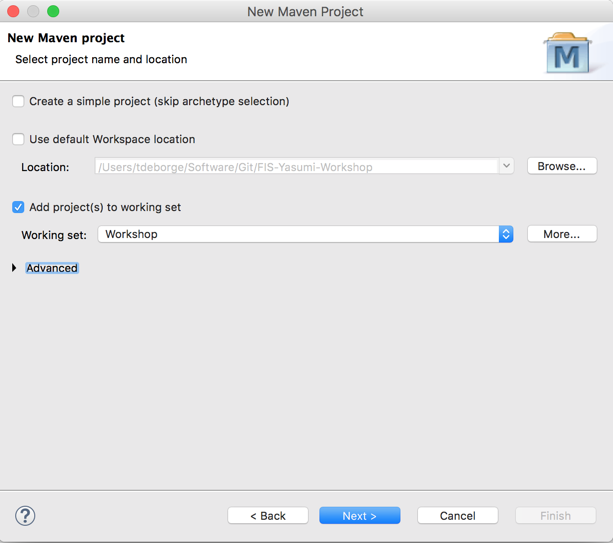 New Maven Project
New Maven project
Select project name and location
M
Create a simple project (skip archetype selection)
Use default Workspace location
Location: /Users/tdeborge/Software/Git/FIS-Yasumi-Workshop Browse...
Add project(s) to working set
Working set: Workshop More...
Advanced
? < Back Next > Cancel Finish